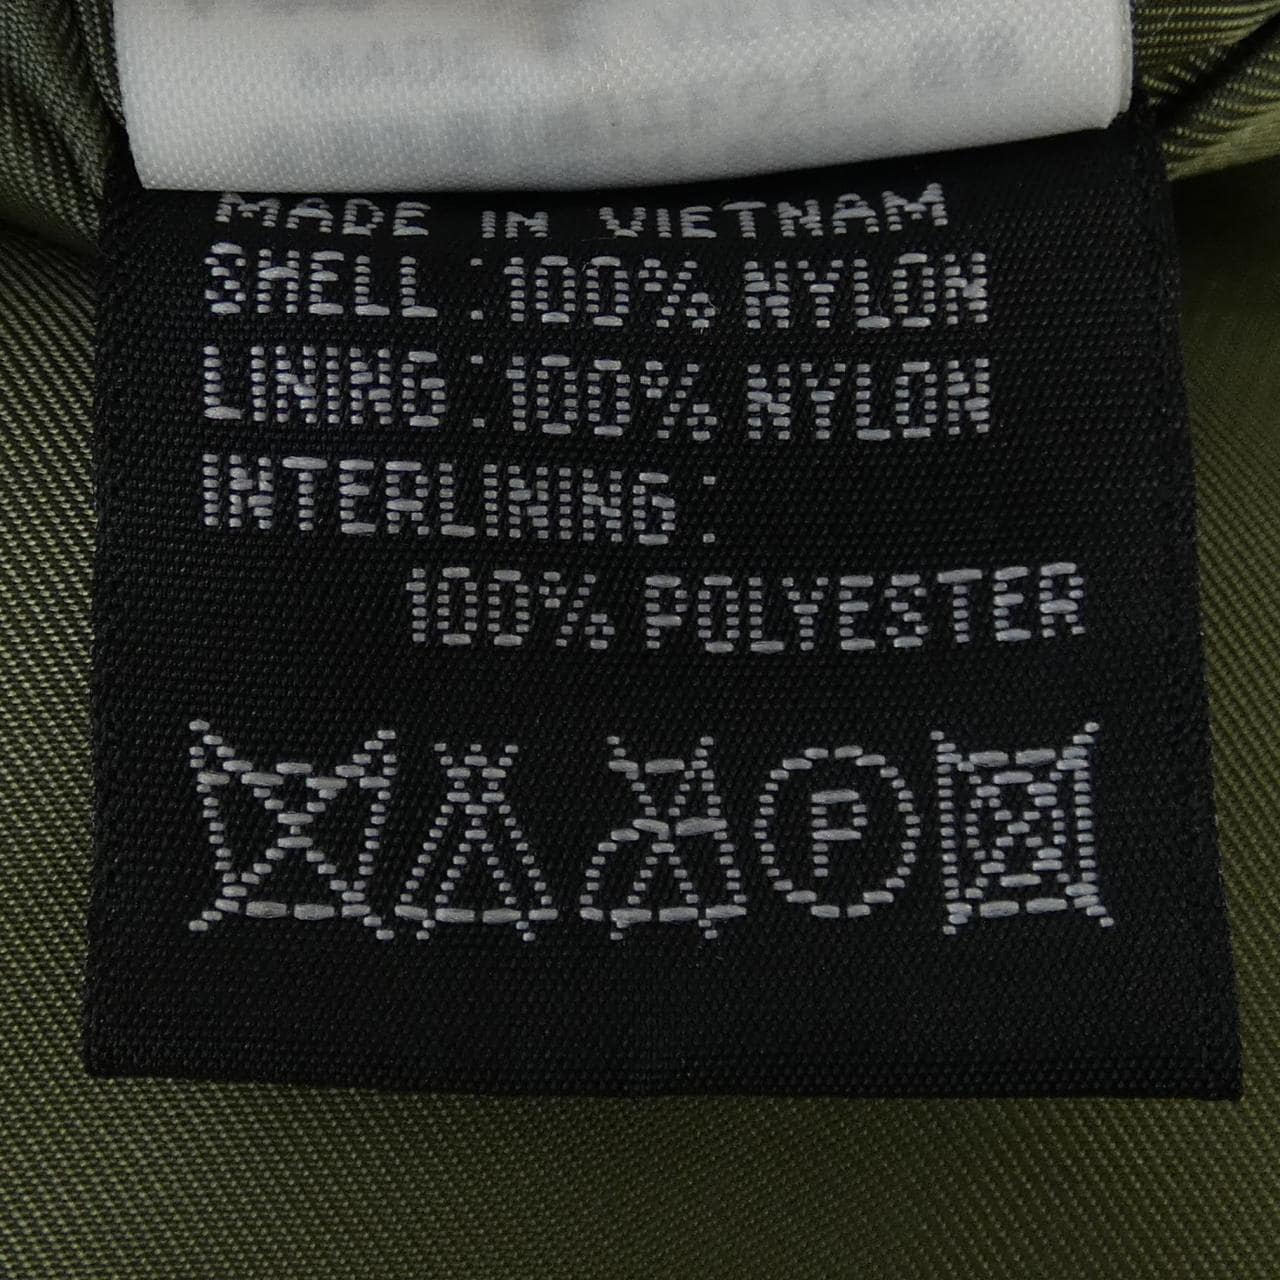 MADE IN VIETNAM
SHELL :100% NYLON
LINING :100% NYLON
INTERLINING:
100% POLYESTER
P